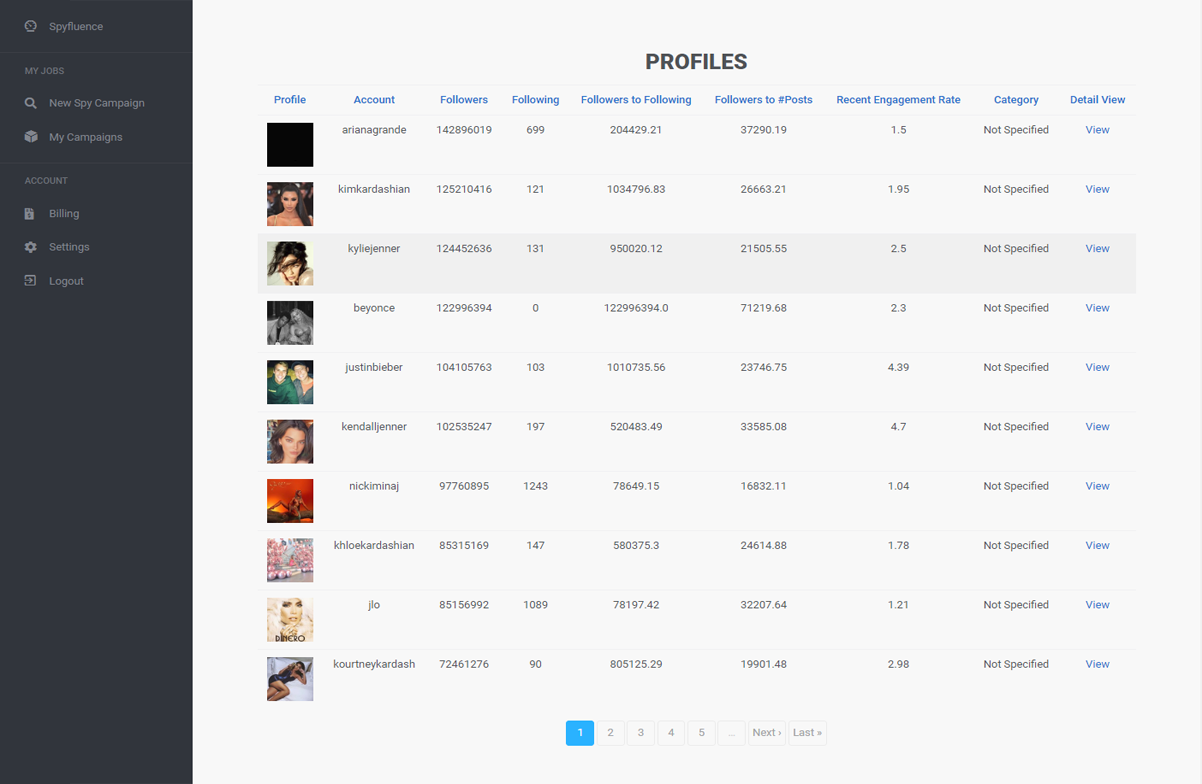 Spyfluence
MY JOBS
New Spy Campaign
My Campaigns
ACCOUNT
Billing
Settings
Logout
PROFILES
Profile Account Followers Following Followers to Following Followers to #Posts Recent Engagement Rate Category Detail View
arianagrande 142896019 699 204429.21 37290.19 1.5 Not Specified View
kimkardashian 125210416 121 1034796.83 26663.21 1.95 Not Specified View
kyliejenner 124452636 131 950020.12 21505.55 2.5 Not Specified View
beyonce 122996394 0 122996394.0 71219.68 2.3 Not Specified View
justinbieber 104105763 103 1010735.56 23746.75 4.39 Not Specified View
kendalljenner 102535247 197 520483.49 33585.08 4.7 Not Specified View
nickiminaj 97760895 1243 78649.15 16832.11 1.04 Not Specified View
khloekardashian 85315169 147 580375.3 24614.88 1.78 Not Specified View
jlo 85156992 1089 78197.42 32207.64 1.21 Not Specified View
DINERO
kourtneykardash 72461276 90 805125.29 19901.48 2.98 Not Specified View
1 2 3 4 5 ... Next › Last »